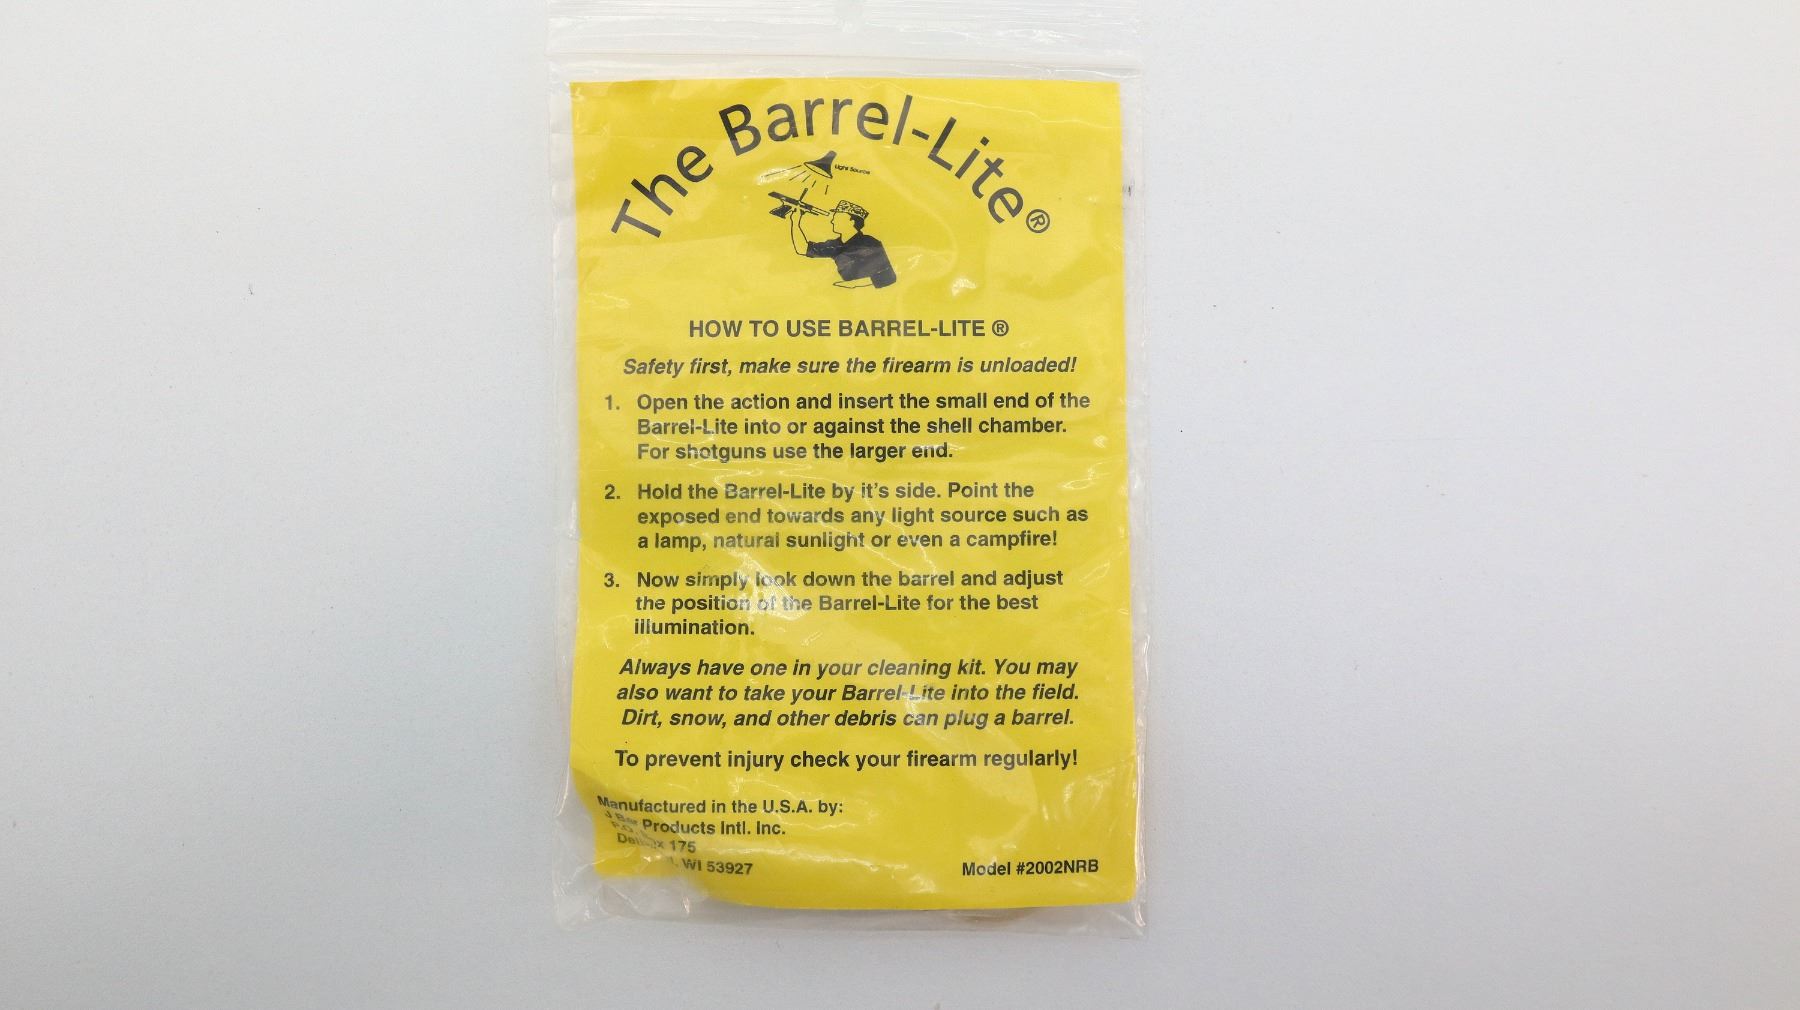 The Barrel-Lite®
Light Source
HOW TO USE BARREL-LITE ®
Safety first, make sure the firearm is unloaded!
1. Open the action and insert the small end of the
Barrel-Lite into or against the shell chamber.
For shotguns use the larger end.
2. Hold the Barrel-Lite by it's side. Point the
exposed end towards any light source such as
a lamp, natural sunlight or even a campfire!
3. Now simply look down the barrel and adjust
the position of the Barrel-Lite for the best
illumination.
Always have one in your cleaning kit. You may
also want to take your Barrel-Lite into the field.
Dirt, snow, and other debris can plug a barrel.
To prevent injury check your firearm regularly!
Manufactured in the U.S.A. by:
J Bar Products Intl. Inc.
175
WI 53927
Model #2002NRB